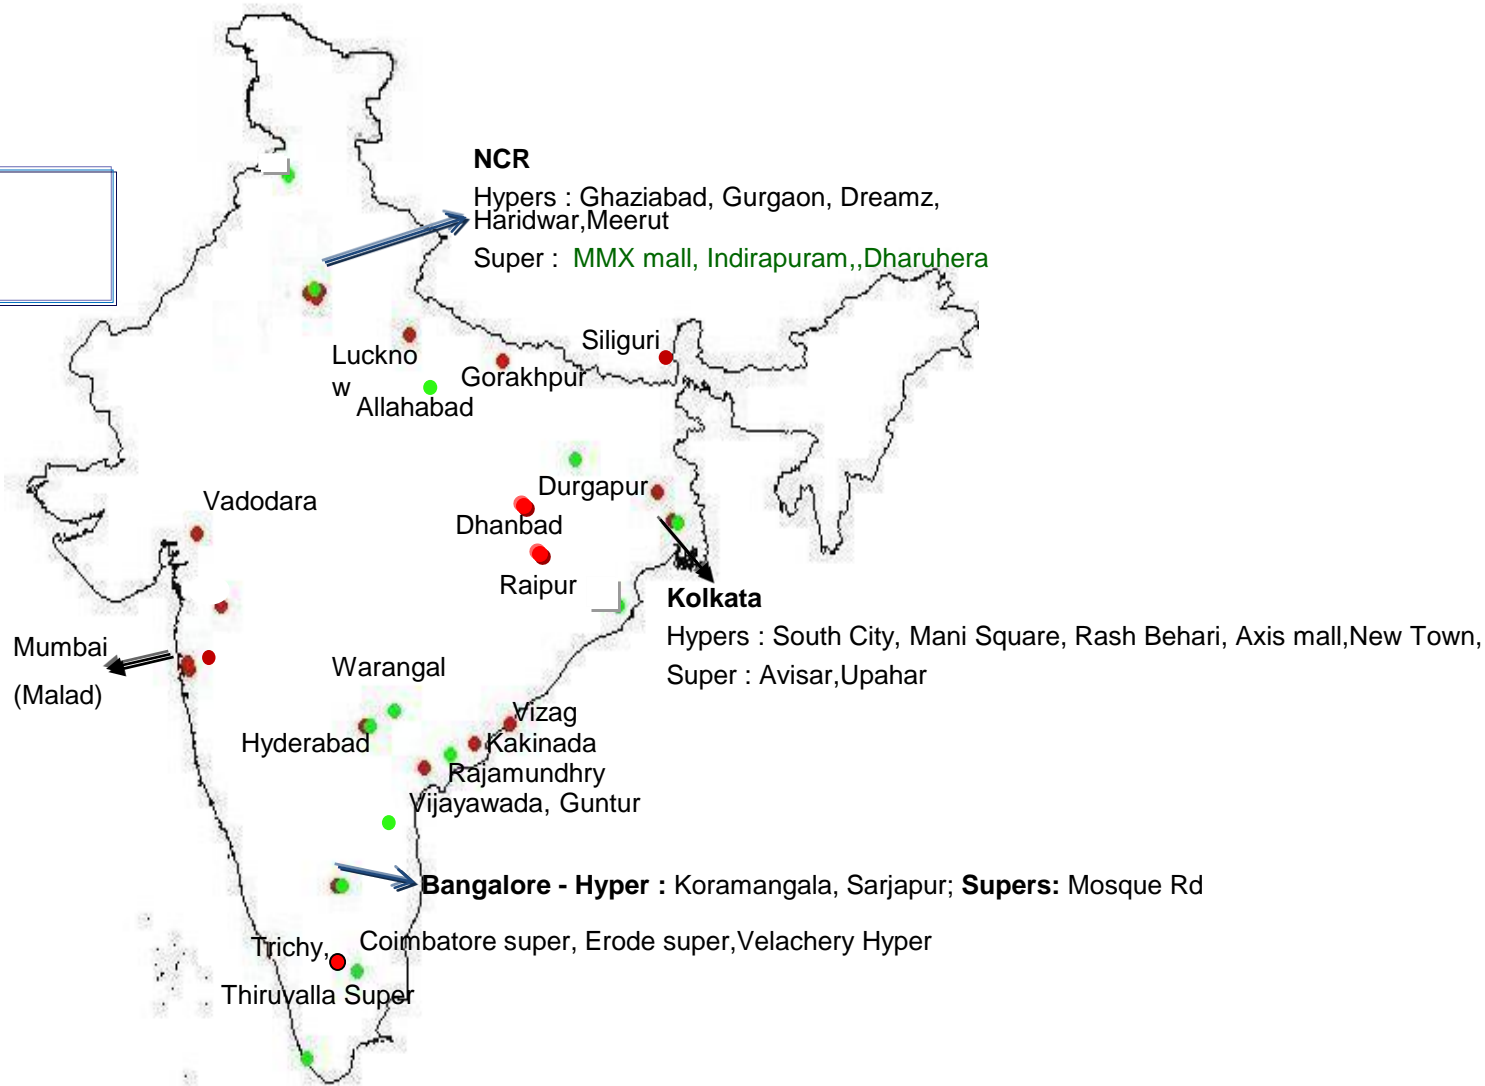 NCR
Hypers : Ghaziabad, Gurgaon, Dreamz,
Haridwar,Meerut
Super : MMX mall, Indirapuram,,Dharuhera
Siliguri
Luckno
w
Gorakhpur
Allahabad
Durgapur
Vadodara
Dhanbad
Raipur
Kolkata
Hypers : South City, Mani Square, Rash Behari, Axis mall,New Town,
Super : Avisar,Upahar
Mumbai
(Malad)
Warangal
Vizag
Hyderabad
Kakinada
Rajamundhry
Vijayawada, Guntur
Bangalore - Hyper : Koramangala, Sarjapur; Supers: Mosque Rd
Trichy,
Coimbatore super, Erode super,Velachery Hyper
Thiruvalla Super